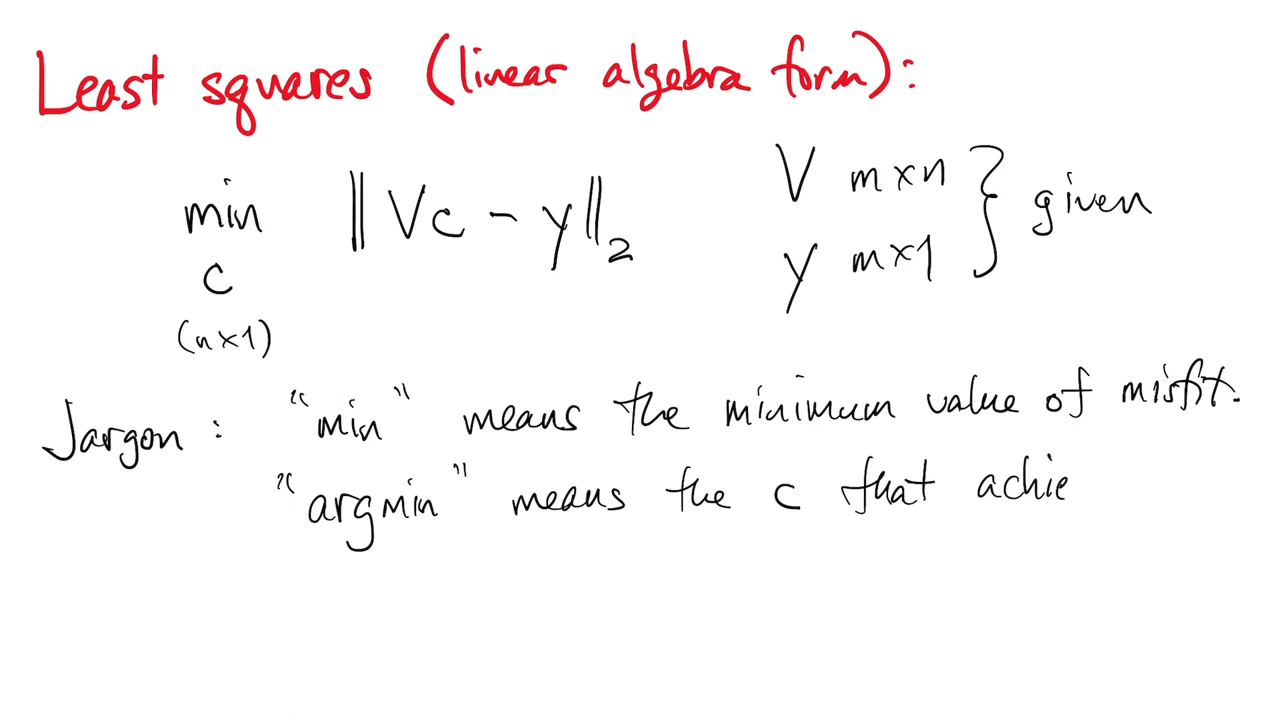 Least squares (linear algebra form):
min ‖Vc - y‖₂
c
(n×1)
V m×n
y m×1
} given
Jargon: "min" means the minimum value of misfit.
"argmin" means the c that achie